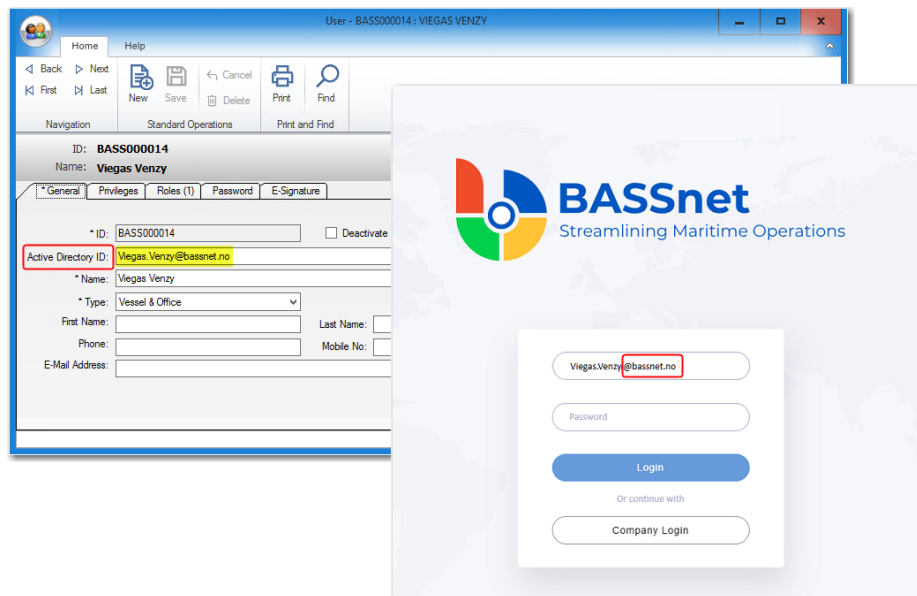 User - BASS000014 : VIEGAS VENZY
Home Help
Back Next
First Last
New Save Cancel Delete Print Find
Navigation Standard Operations Print and Find
ID: BASS000014
Name: Viegas Venzy
* General Privileges Roles (1) Password E-Signature
* ID: BASS000014 Deactivate
Active Directory ID: Viegas.Venzy@bassnet.no
* Name: Viegas Venzy
* Type: Vessel & Office
First Name: Last Name:
Phone: Mobile No:
E-Mail Address:
BASSnet
Streamlining Maritime Operations
Viegas.Venzy@bassnet.no
Password
Login
Or continue with
Company Login